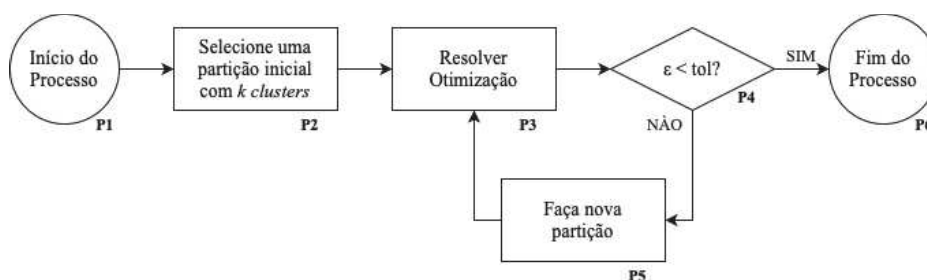 Início do
Processo
P1
Selecione uma
partição inicial
com k clusters
P2
Resolver
Otimização
P3
ε < tol?
P4
SIM
NÃO
Fim do
Processo
P6
Faça nova
partição
P5